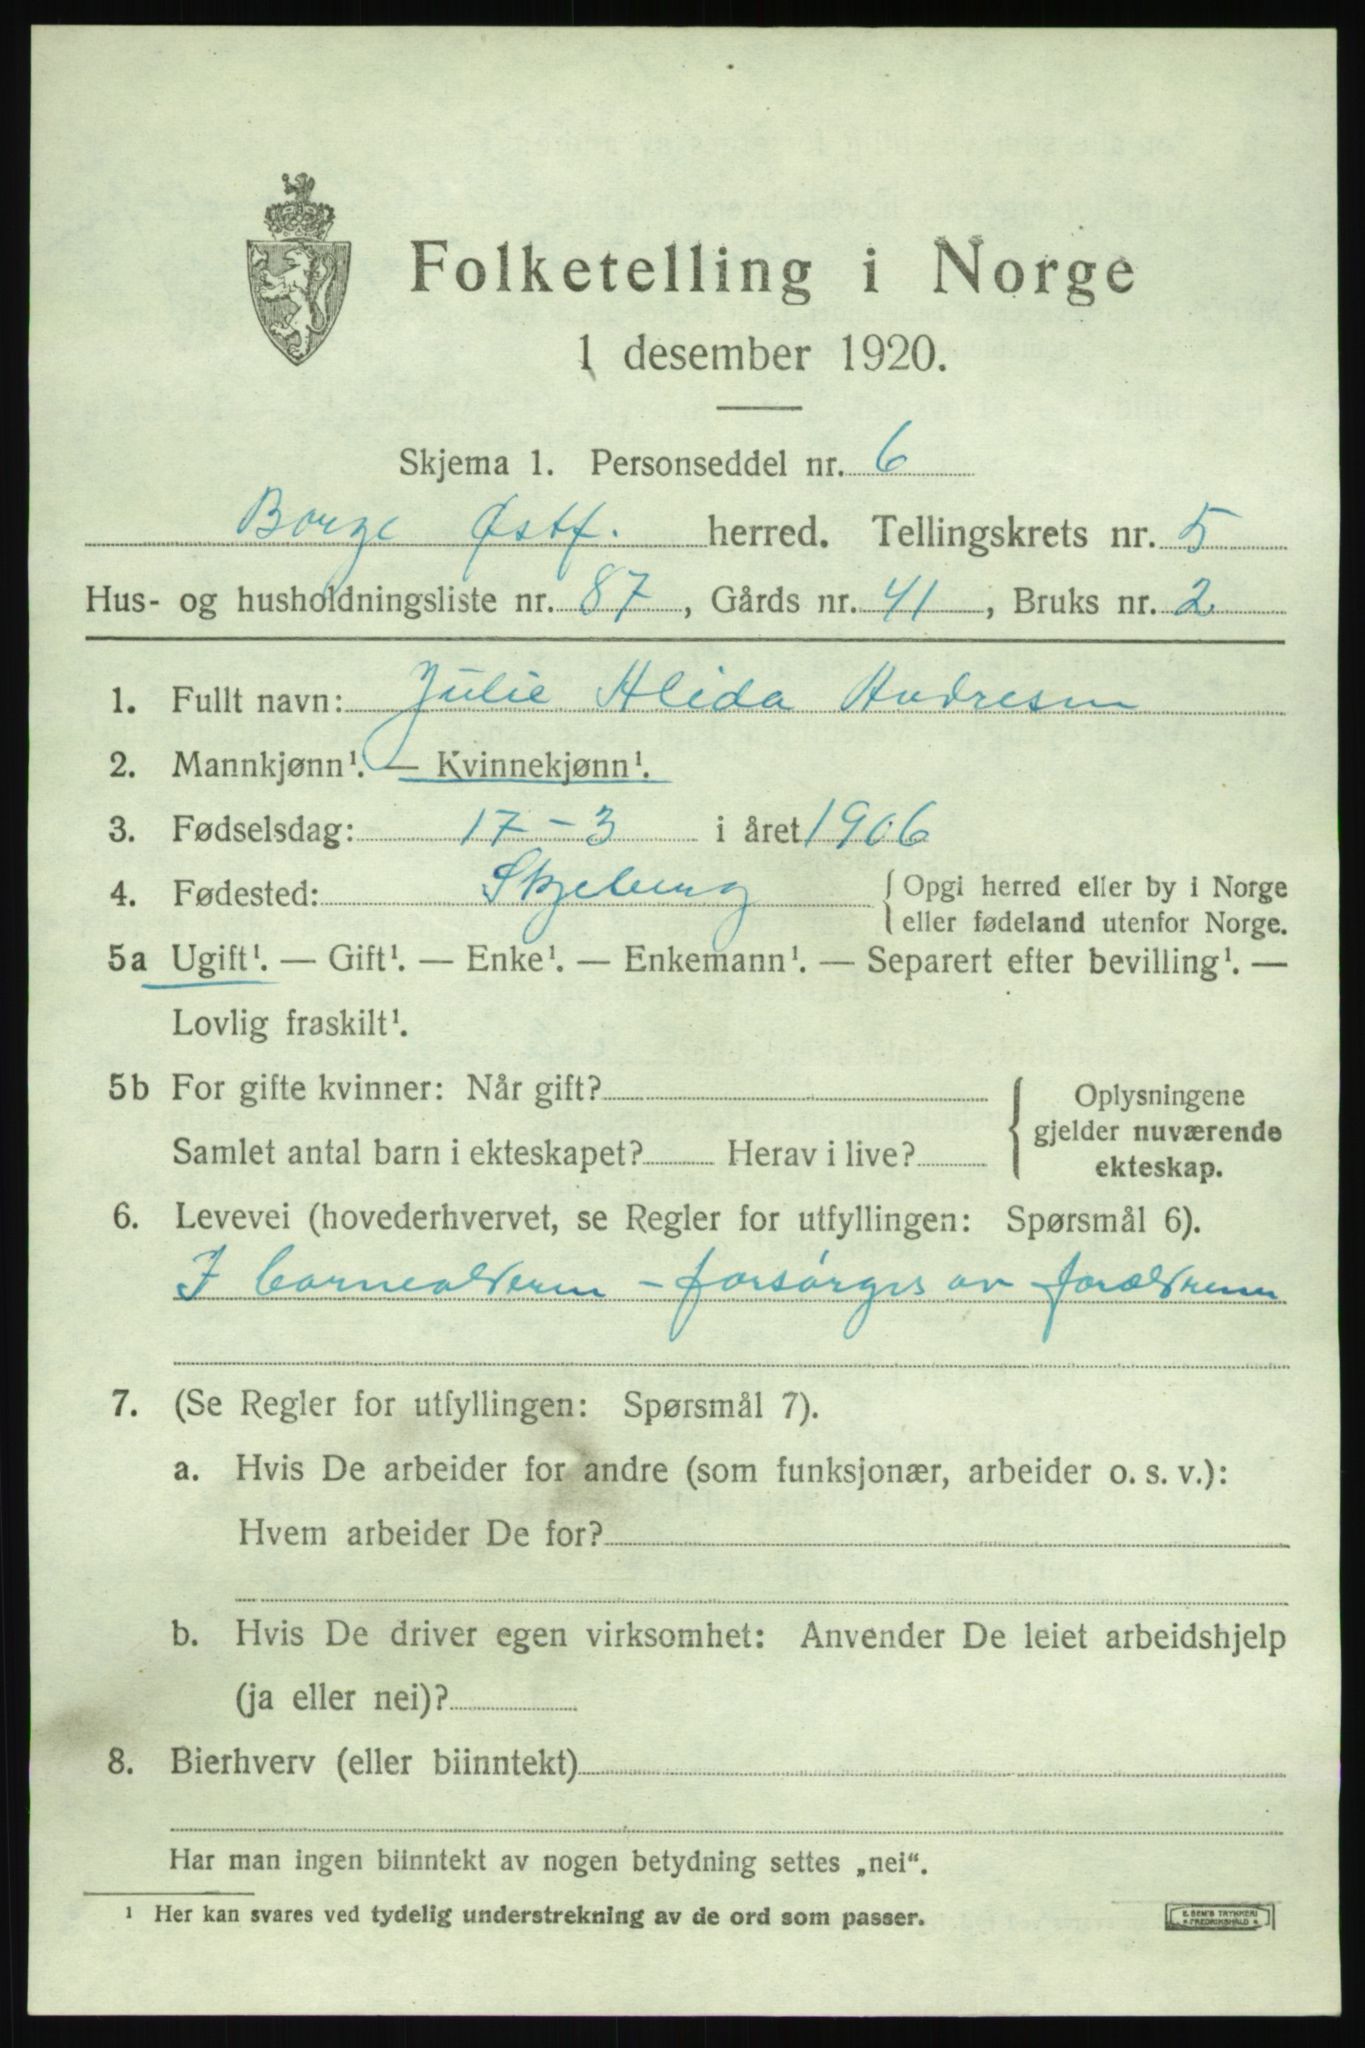 Folketelling i Norge
1 desember 1920.
Skjema 1. Personseddel nr. 6
Borge Østf. herred. Tellingskrets nr. 5
Hus- og husholdningsliste nr. 87, Gårds nr. 41, Bruks nr. 2
1. Fullt navn: Julie Alida Andresen
2. Mannkjønn¹. — Kvinnekjønn¹.
3. Fødselsdag: 17-3 i året 1906
4. Fødested: Skjeberg { Opgi herred eller by i Norge
eller fødeland utenfor Norge.
5a Ugift¹. — Gift¹. — Enke¹. — Enkemann¹. — Separert efter bevilling¹. —
Lovlig fraskilt¹.
5b For gifte kvinner: Når gift?
Samlet antal barn i ekteskapet? Herav i live?
{ Oplysningene
gjelder nuværende
ekteskap.
6. Levevei (hovederhvervet, se Regler for utfyllingen: Spørsmål 6).
I barnealderen - forsørges av forældrene
7. (Se Regler for utfyllingen: Spørsmål 7).
a. Hvis De arbeider for andre (som funksjonær, arbeider o. s. v.):
Hvem arbeider De for?
b. Hvis De driver egen virksomhet: Anvender De leiet arbeidshjelp
(ja eller nei)?
8. Bierhverv (eller biinntekt)
Har man ingen biinntekt av nogen betydning settes „nei“.
¹ Her kan svares ved tydelig understrekning av de ord som passer.
E. SEM'S TRYKKERI
FREDRIKSHALD